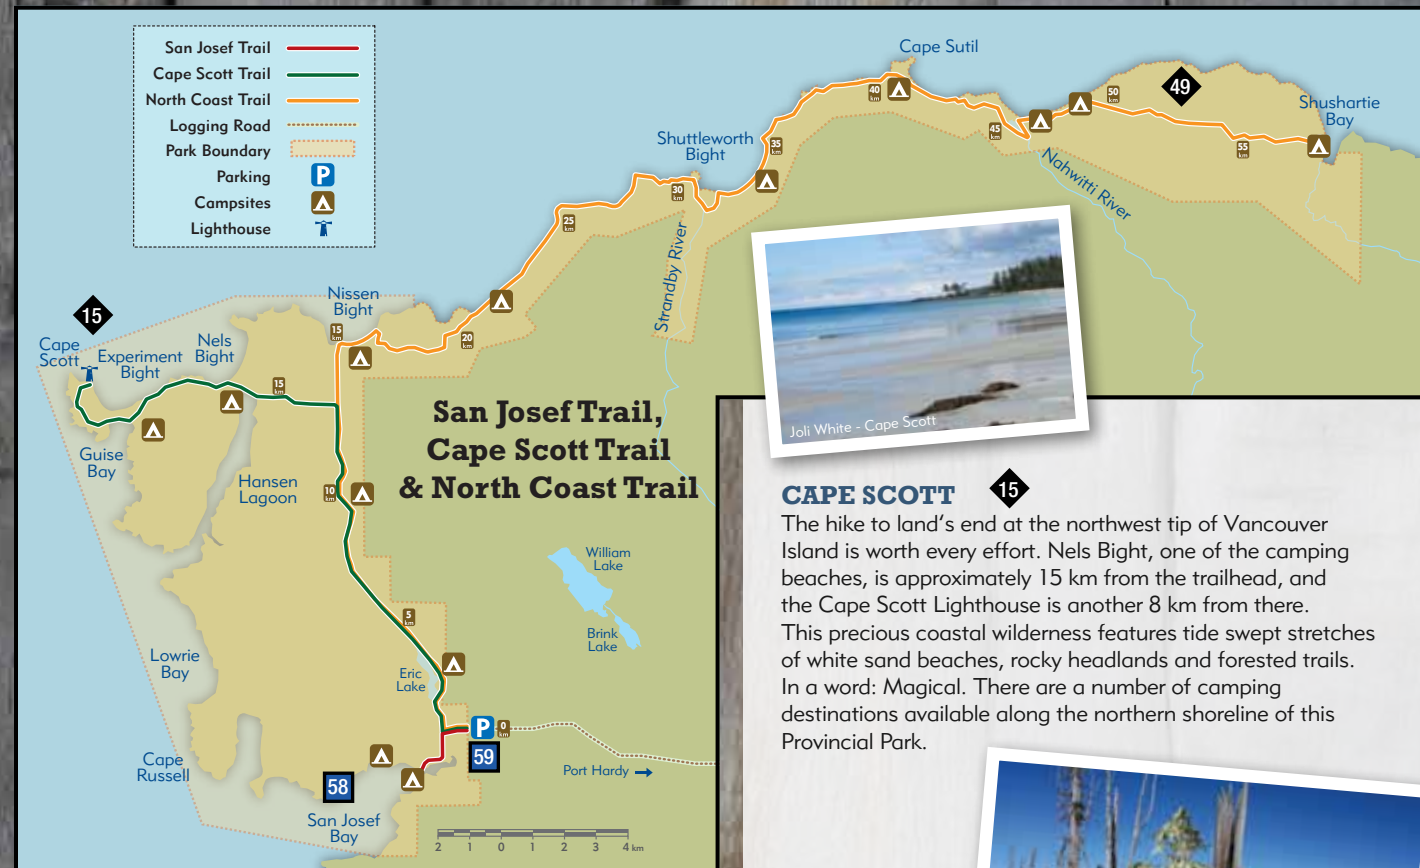 San Josef Trail
Cape Scott Trail
North Coast Trail
Logging Road
Park Boundary
Parking
P
Campsites
Lighthouse
Cape Sutil
40
km
49
50
km
Shushartie
Bay
45
km
55
km
Shuttleworth
Bight
35
km
30
km
Nahwitti River
25
km
Strandby River
Nissen
Bight
15
km
20
km
15
Cape
Scott
Experiment
Bight
Nels
Bight
15
km
Guise
Bay
Hansen
Lagoon
10
km
San Josef Trail,
Cape Scott Trail
& North Coast Trail
William
Lake
Brink
Lake
5
km
Eric
Lake
Lowrie
Bay
P
0
km
59
Cape
Russell
58
Port Hardy
San Josef
Bay
2 1 0 1 2 3 4 km
Joli White - Cape Scott
CAPE SCOTT 15
The hike to land's end at the northwest tip of Vancouver
Island is worth every effort. Nels Bight, one of the camping
beaches, is approximately 15 km from the trailhead, and
the Cape Scott Lighthouse is another 8 km from there.
This precious coastal wilderness features tide swept stretches
of white sand beaches, rocky headlands and forested trails.
In a word: Magical. There are a number of camping
destinations available along the northern shoreline of this
Provincial Park.